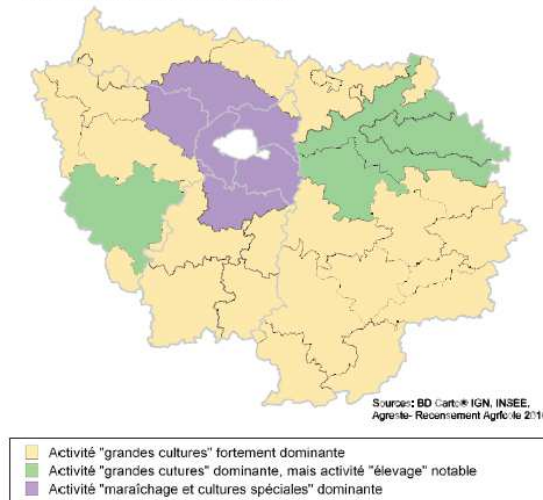 Sources: BD Carto® IGN, INSEE,
Agreste- Recensement Agricole 2010
Activité "grandes cultures" fortement dominante
Activité "grandes cutures" dominante, mais activité "élevage" notable
Activité "maraîchage et cultures spéciales" dominante